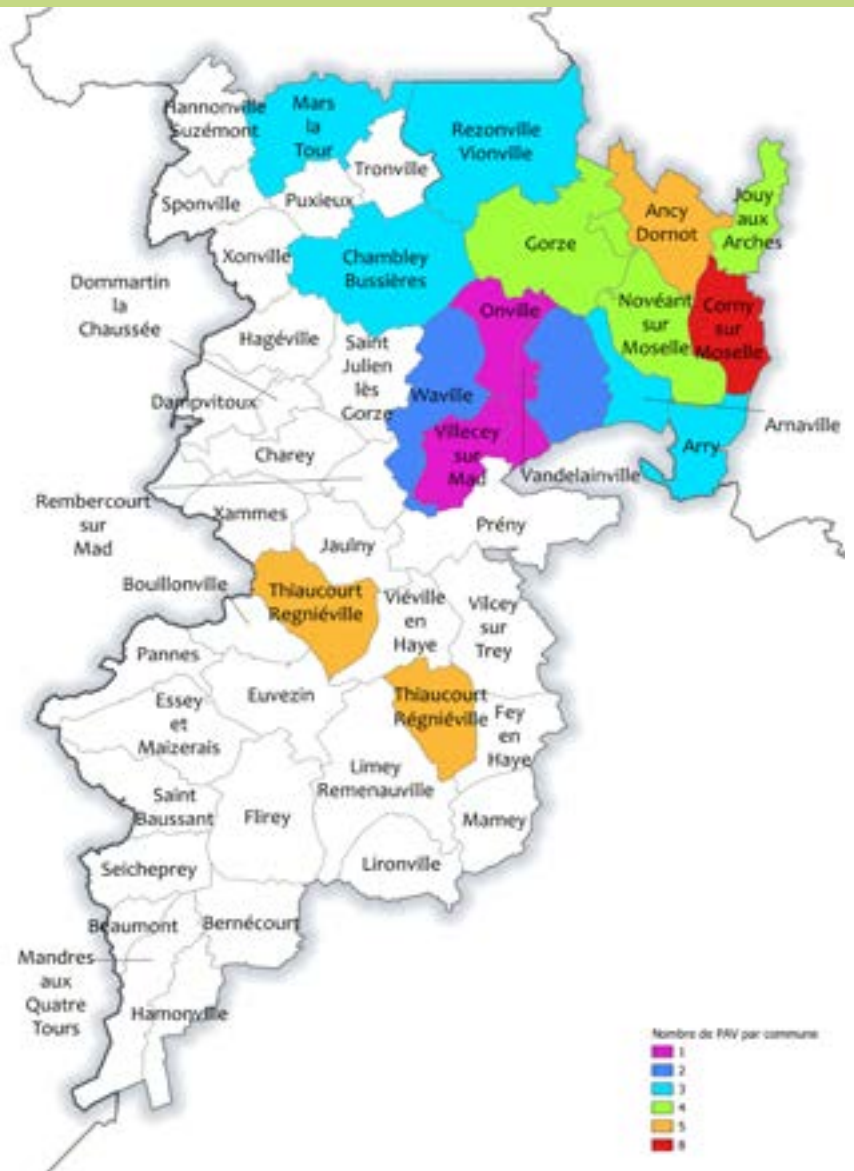 Hannonville
Suzémont
Mars
la
Tour
Rezonville
Vionville
Tronville
Jouy
aux
Arches
Sponville
Puxieux
Ancy
Dornot
Gorze
Xonville
Chambley
Bussières
Dommartin
la
Chaussée
Onville
Novéant
sur
Moselle
Corny
sur
Moselle
Hagéville
Saint
Julien
lès
Gorze
Dampvitoux
Waville
Arnaville
Villecey
sur
Mad
Arry
Charey
Vandelainville
Rembercourt
sur
Mad
Xammes
Prény
Jaulny
Bouillonville
Thiaucourt
Regniéville
Viéville
en
Haye
Vilcey
sur
Trey
Pannes
Essey
et
Maizerais
Euvezin
Thiaucourt
Régniéville
Fey
en
Haye
Limey
Remenauville
Saint
Baussant
Flirey
Mamey
Lironville
Seicheprey
Beaumont
Bernécourt
Mandres
aux
Quatre
Tours
Hamonville
Nombre de PAV par commune
1
2
3
4
5
8